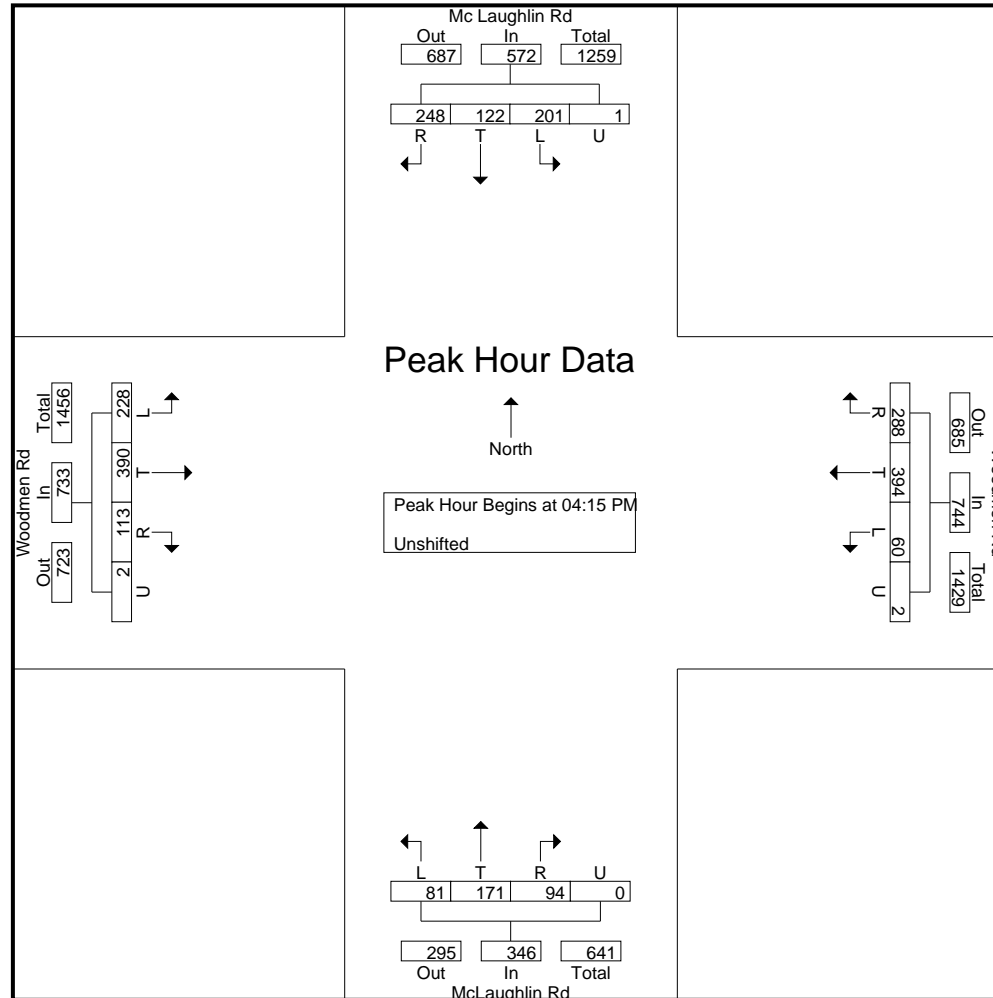 Mc Laughlin Rd
Out In Total
687 572 1259
248 122 201 1
R T L U
Peak Hour Data
North
Peak Hour Begins at 04:15 PM
Unshifted
Woodmen Rd
Out In Total
723 733 1456
2 113 390 228
U R T L
Out In Total
685 744 1429
288 394 60 2
R T L U
L T R U
81 171 94 0
295 346 641
Out In Total
McLaughlin Rd